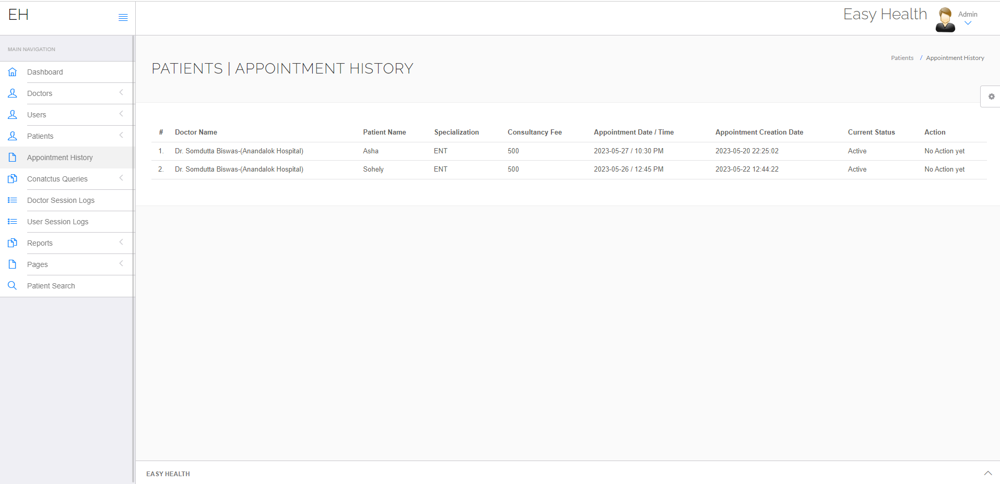 EH
Easy Health
Admin
MAIN NAVIGATION
Dashboard
Doctors
Users
Patients
Appointment History
Conatctus Queries
Doctor Session Logs
User Session Logs
Reports
Pages
Patient Search
PATIENTS | APPOINTMENT HISTORY
Patients / Appointment History
# Doctor Name Patient Name Specialization Consultancy Fee Appointment Date / Time Appointment Creation Date Current Status Action
1. Dr. Somdutta Biswas-(Anandalok Hospital) Asha ENT 500 2023-05-27 / 10:30 PM 2023-05-20 22:25:02 Active No Action yet
2. Dr. Somdutta Biswas-(Anandalok Hospital) Sohely ENT 500 2023-05-26 / 12:45 PM 2023-05-22 12:44:22 Active No Action yet
EASY HEALTH